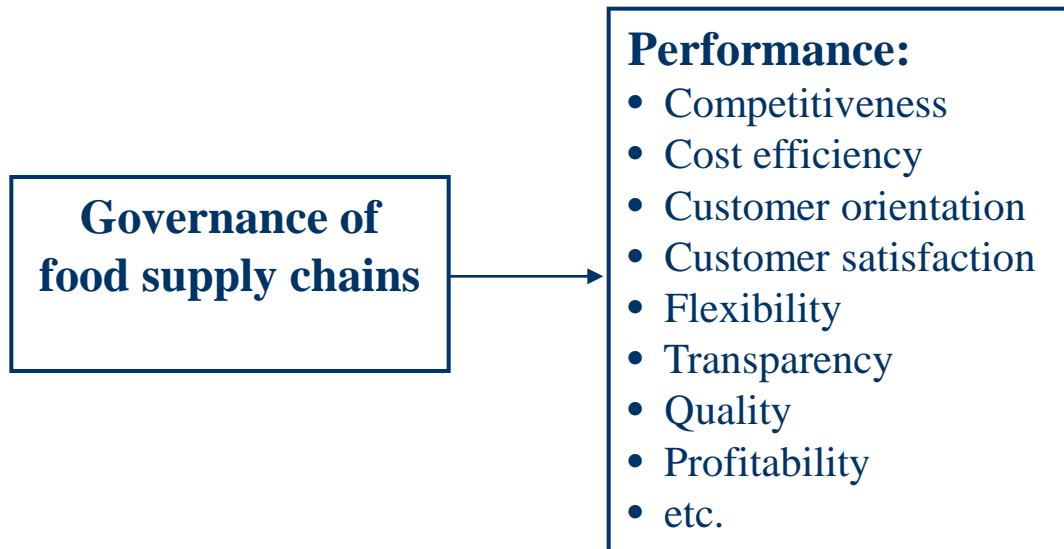 Governance of
food supply chains
Performance:
• Competitiveness
• Cost efficiency
• Customer orientation
• Customer satisfaction
• Flexibility
• Transparency
• Quality
• Profitability
• etc.